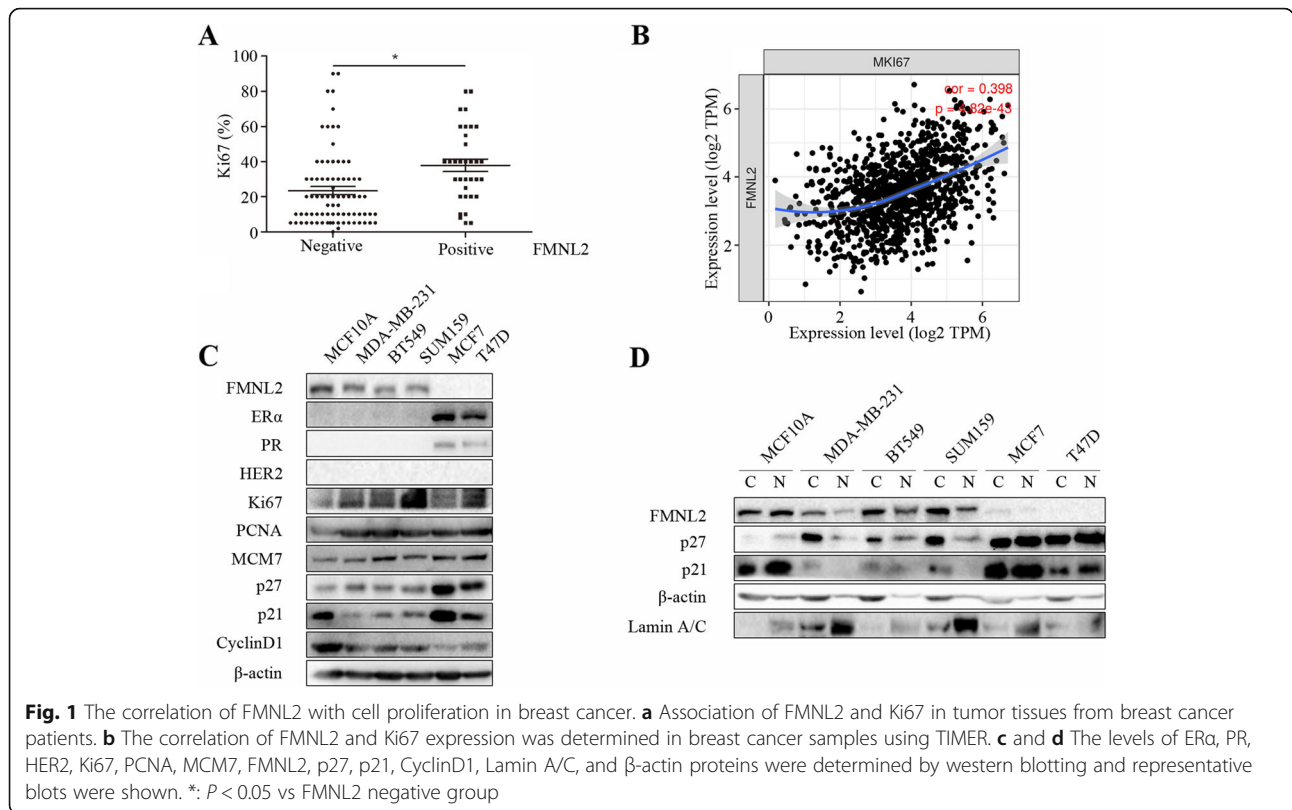 A
*
100
80
60
40
20
0
Ki67 (%)
Negative Positive FMNL2
B
MKI67
FMNL2
cor = 0.398
Expression level (log2 TPM)
6
4
2
0 2 4 6
Expression level (log2 TPM)
C
MCF10A MDA-MB-231 BT549 SUM159 MCF7 T47D
FMNL2
ERα
PR
HER2
Ki67
PCNA
MCM7
p27
p21
CyclinD1
β-actin
D
MCF10A MDA-MB-231 BT549 SUM159 MCF7 T47D
C N C N C N C N C N C N
FMNL2
p27
p21
β-actin
Lamin A/C
Fig. 1 The correlation of FMNL2 with cell proliferation in breast cancer. a Association of FMNL2 and Ki67 in tumor tissues from breast cancer
patients. b The correlation of FMNL2 and Ki67 expression was determined in breast cancer samples using TIMER. c and d The levels of ERα, PR,
HER2, Ki67, PCNA, MCM7, FMNL2, p27, p21, CyclinD1, Lamin A/C, and β-actin proteins were determined by western blotting and representative
blots were shown. *: P < 0.05 vs FMNL2 negative group